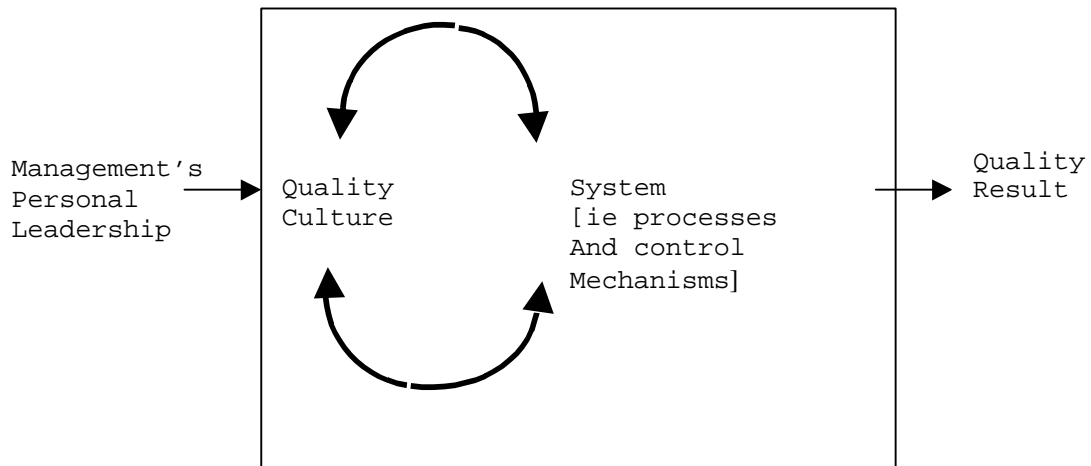 Management's
Personal
Leadership
Quality
Culture
System
[ie processes
And control
Mechanisms]
Quality
Result